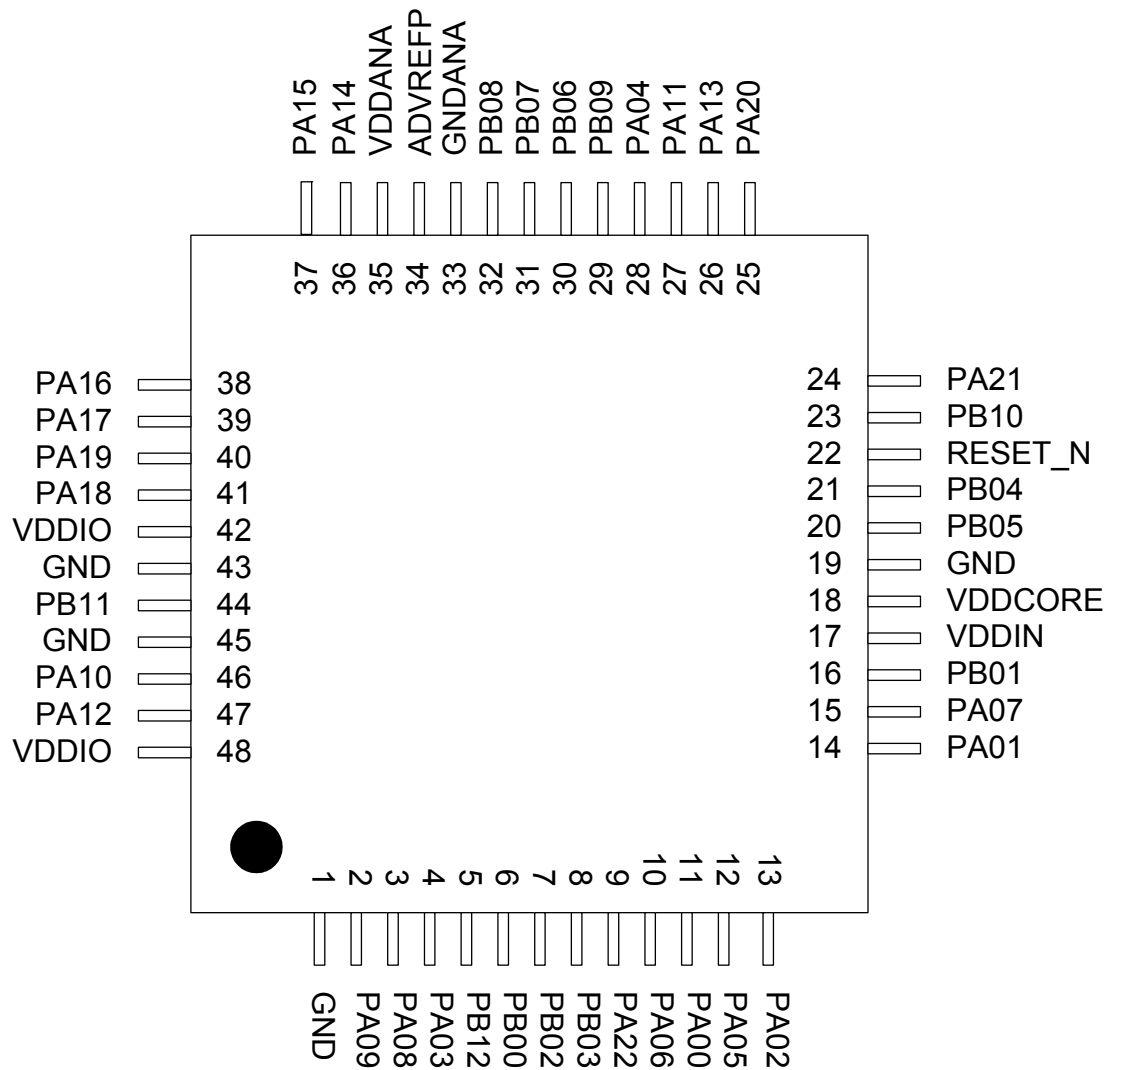 PA15
PA14
VDDANA
ADVREFP
GNDANA
PB08
PB07
PB06
PB09
PA04
PA11
PA13
PA20
37
36
35
34
33
32
31
30
29
28
27
26
25
PA16 38
PA17 39
PA19 40
PA18 41
VDDIO 42
GND 43
PB11 44
GND 45
PA10 46
PA12 47
VDDIO 48
24 PA21
23 PB10
22 RESET_N
21 PB04
20 PB05
19 GND
18 VDDCORE
17 VDDIN
16 PB01
15 PA07
14 PA01
1
2
3
4
5
6
7
8
9
10
11
12
13
GND
PA09
PA08
PA03
PB12
PB00
PB02
PB03
PA22
PA06
PA00
PA05
PA02